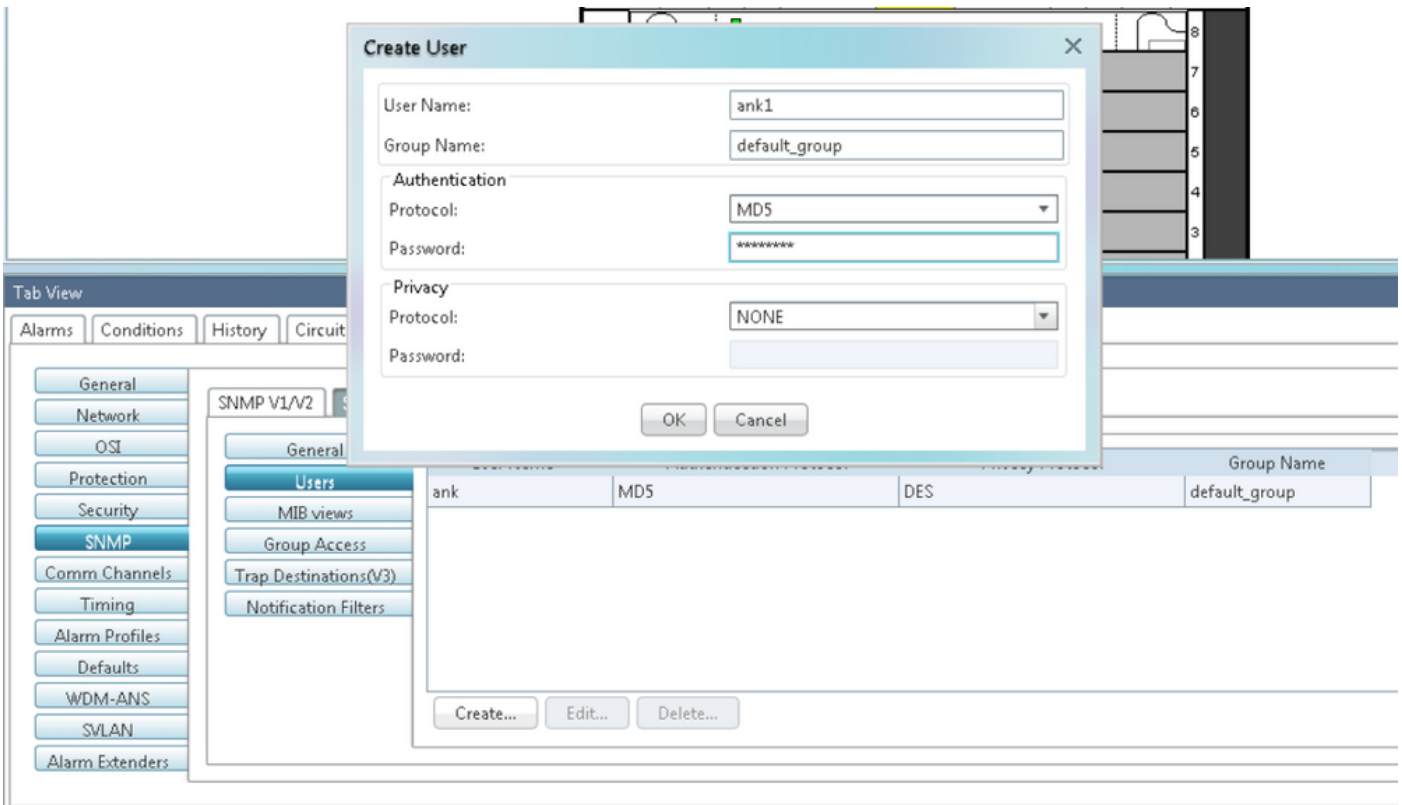 8
7
6
5
4
3
Create User
User Name: ank1
Group Name: default_group
Authentication
Protocol: MD5
Password: ********
Privacy
Protocol: NONE
Password:
OK Cancel
Tab View
Alarms Conditions History Circuit
General
Network
OSI
Protection
Security
SNMP
Comm Channels
Timing
Alarm Profiles
Defaults
WDM-ANS
SVLAN
Alarm Extenders
SNMP V1/V2
General
Users
MIB views
Group Access
Trap Destinations(V3)
Notification Filters
Group Name
ank MD5 DES default_group
Create... Edit... Delete...